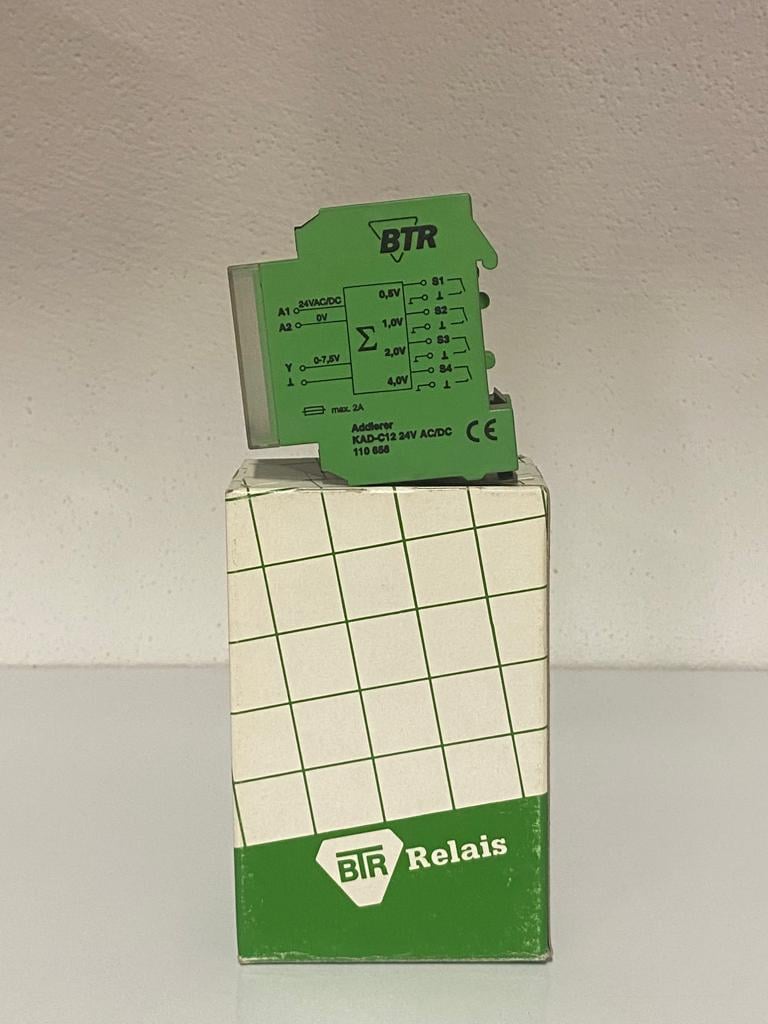 BTR
A1 24VAC/DC
A2 0V
Y 0-7,5V
⊥
Σ
0,5V S1
⊥
1,0V S2
⊥
2,0V S3
⊥
4,0V S4
⊥
max. 2A
Addierer
KAD-C12 24V AC/DC
110 656
CE
BTR Relais